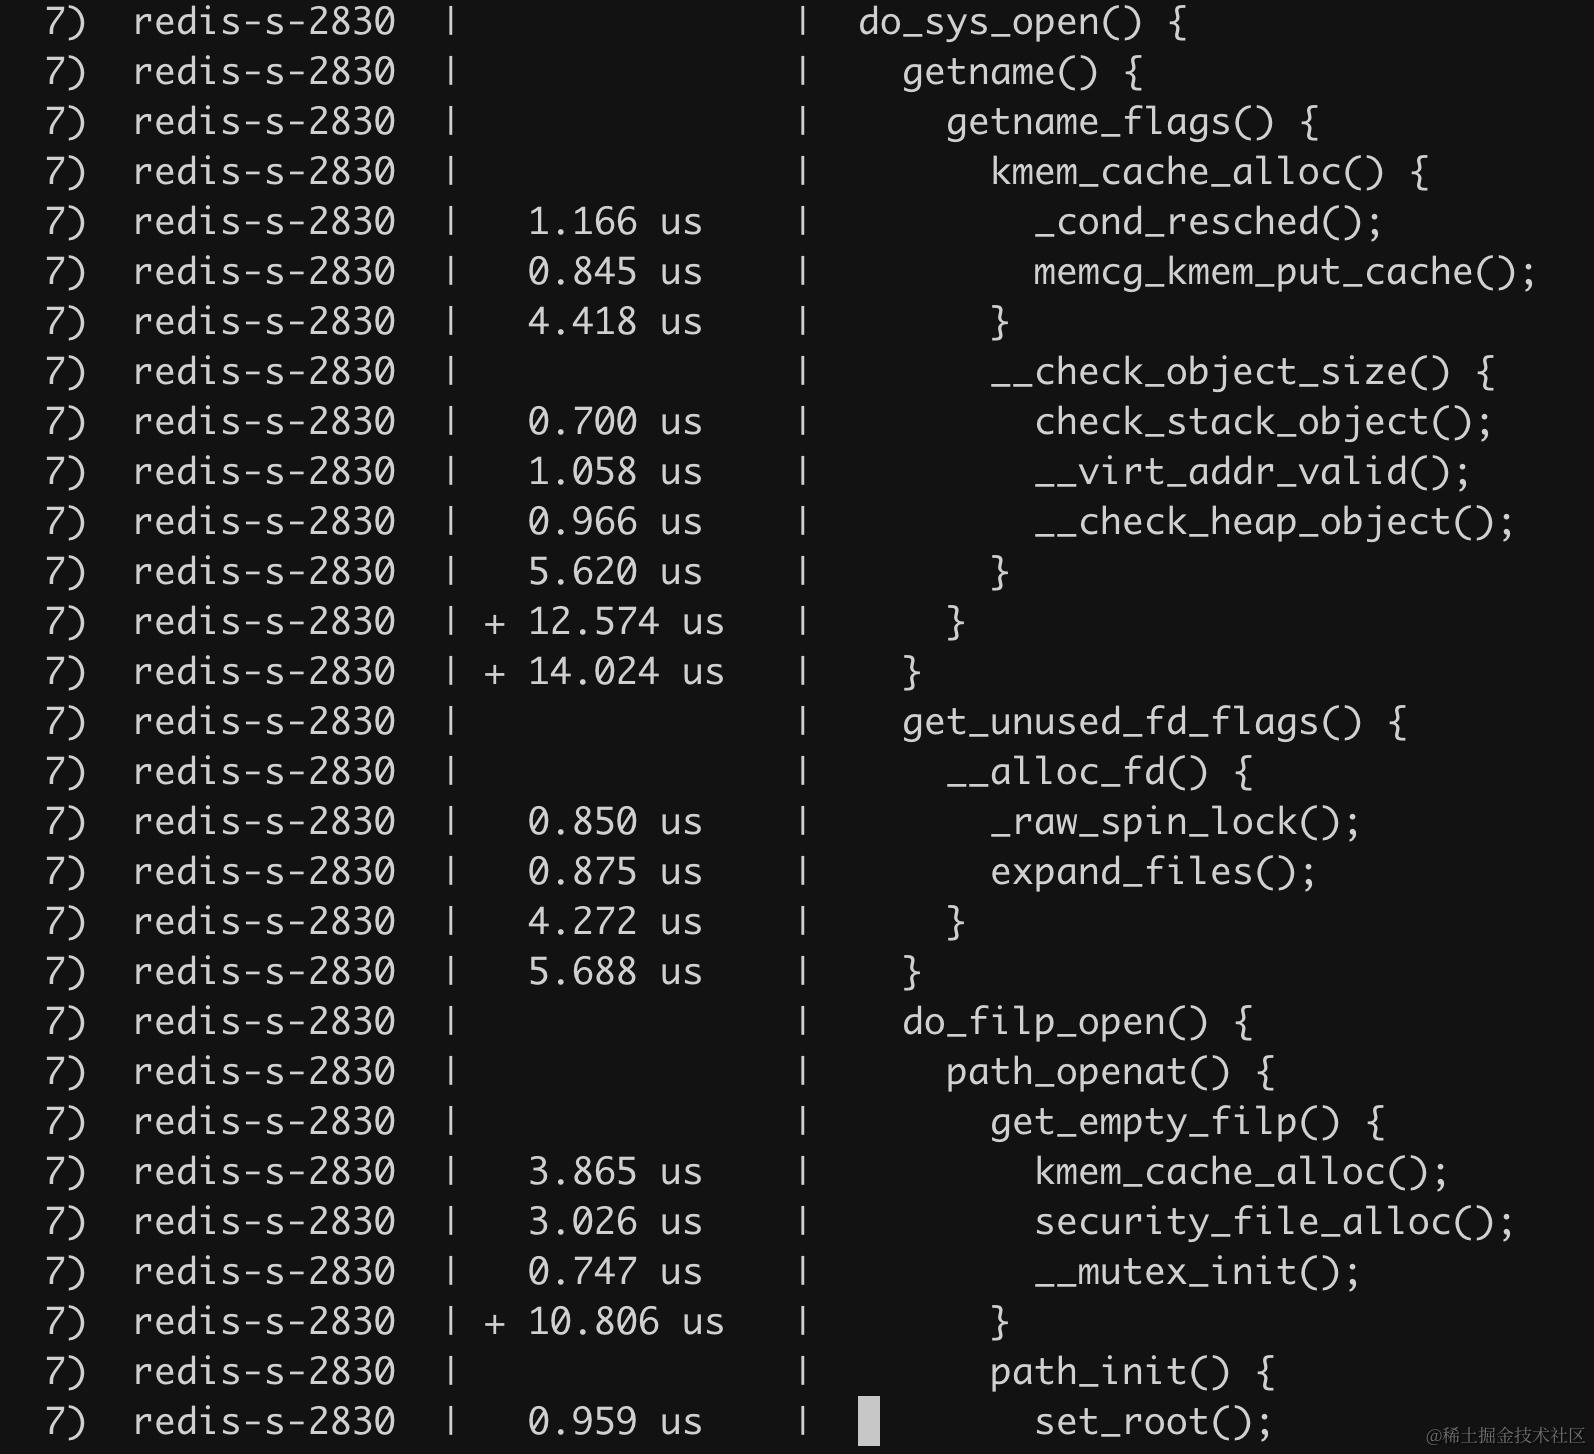 7)  redis-s-2830  |               |  do_sys_open() {
7)  redis-s-2830  |               |    getname() {
7)  redis-s-2830  |               |      getname_flags() {
7)  redis-s-2830  |               |        kmem_cache_alloc() {
7)  redis-s-2830  |   1.166 us    |          _cond_resched();
7)  redis-s-2830  |   0.845 us    |          memcg_kmem_put_cache();
7)  redis-s-2830  |   4.418 us    |        }
7)  redis-s-2830  |               |        __check_object_size() {
7)  redis-s-2830  |   0.700 us    |          check_stack_object();
7)  redis-s-2830  |   1.058 us    |          __virt_addr_valid();
7)  redis-s-2830  |   0.966 us    |          __check_heap_object();
7)  redis-s-2830  |   5.620 us    |        }
7)  redis-s-2830  | + 12.574 us   |      }
7)  redis-s-2830  | + 14.024 us   |    }
7)  redis-s-2830  |               |    get_unused_fd_flags() {
7)  redis-s-2830  |               |      __alloc_fd() {
7)  redis-s-2830  |   0.850 us    |        _raw_spin_lock();
7)  redis-s-2830  |   0.875 us    |        expand_files();
7)  redis-s-2830  |   4.272 us    |      }
7)  redis-s-2830  |   5.688 us    |    }
7)  redis-s-2830  |               |    do_filp_open() {
7)  redis-s-2830  |               |      path_openat() {
7)  redis-s-2830  |               |        get_empty_filp() {
7)  redis-s-2830  |   3.865 us    |          kmem_cache_alloc();
7)  redis-s-2830  |   3.026 us    |          security_file_alloc();
7)  redis-s-2830  |   0.747 us    |          __mutex_init();
7)  redis-s-2830  | + 10.806 us   |        }
7)  redis-s-2830  |               |        path_init() {
7)  redis-s-2830  |   0.959 us    |          set_root();
@稀土掘金技术社区